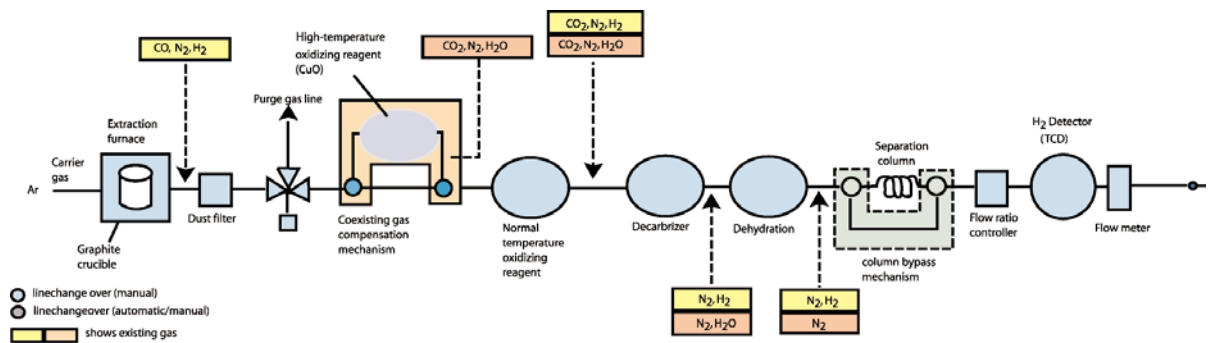 CO, N2, H2
High-temperature
oxidizing reagent
(CuO)
CO2, N2, H2O
CO2, N2, H2
CO2, N2, H2O
Purge gas line
Extraction
furnace
Carrier
gas
Ar
Dust filter
Graphite
crucible
Coexisting gas
compensation
mechanism
Normal
temperature
oxidizing
reagent
Decarbrizer
Dehydration
Separation
column
H2 Detector
(TCD)
Flow ratio
controller
Flow meter
column bypass
mechanism
N2, H2
N2, H2O
N2, H2
N2
linechange over (manual)
linechangeover (automatic/manual)
shows existing gas